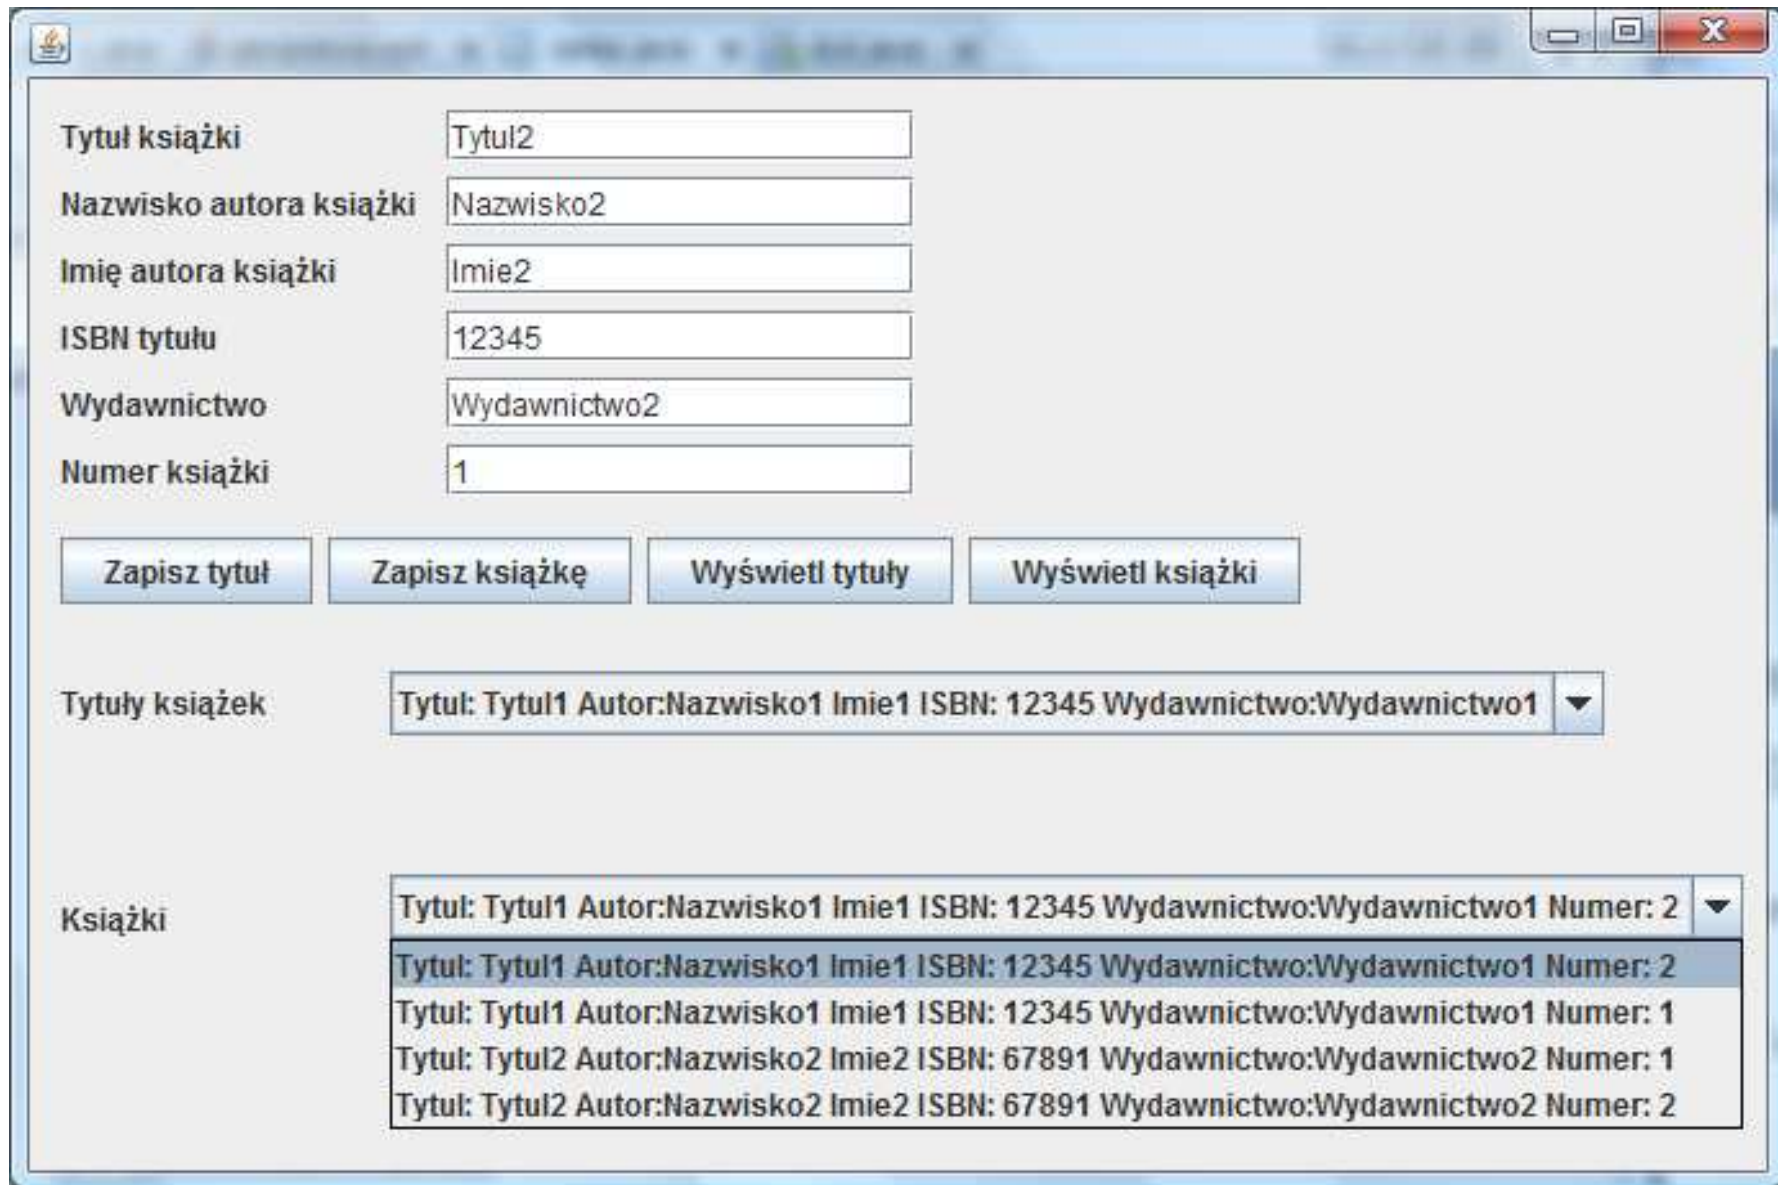 Tytuł książki Tytul2
Nazwisko autora książki Nazwisko2
Imię autora książki Imie2
ISBN tytułu 12345
Wydawnictwo Wydawnictwo2
Numer książki 1
Zapisz tytuł Zapisz książkę Wyświetl tytuły Wyświetl książki
Tytuły książek Tytul: Tytul1 Autor:Nazwisko1 Imie1 ISBN: 12345 Wydawnictwo:Wydawnictwo1
Książki Tytul: Tytul1 Autor:Nazwisko1 Imie1 ISBN: 12345 Wydawnictwo:Wydawnictwo1 Numer: 2
Tytul: Tytul1 Autor:Nazwisko1 Imie1 ISBN: 12345 Wydawnictwo:Wydawnictwo1 Numer: 2
Tytul: Tytul1 Autor:Nazwisko1 Imie1 ISBN: 12345 Wydawnictwo:Wydawnictwo1 Numer: 1
Tytul: Tytul2 Autor:Nazwisko2 Imie2 ISBN: 67891 Wydawnictwo:Wydawnictwo2 Numer: 1
Tytul: Tytul2 Autor:Nazwisko2 Imie2 ISBN: 67891 Wydawnictwo:Wydawnictwo2 Numer: 2